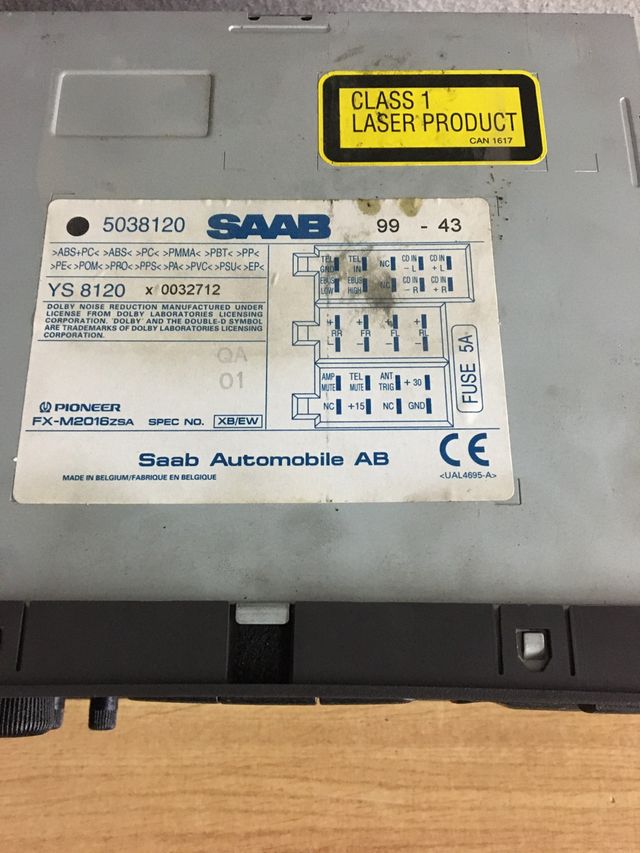 CLASS 1
LASER PRODUCT
CAN 1617
5038120 SAAB 99 - 43
>ABS+PC< >ABS< >PC< >PMMA< >PBT< >PP<
>PE< >POM< >PRO< >PPS< >PA< >PVC< >PSU< >EP<
YS 8120 x 0032712
DOLBY NOISE REDUCTION MANUFACTURED UNDER
LICENSE FROM DOLBY LABORATORIES LICENSING
CORPORATION. 'DOLBY' AND THE DOUBLE-D SYMBOL
ARE TRADEMARKS OF DOLBY LABORATORIES LICENSING
CORPORATION.
QA
01
PIONEER
FX-M2016ZSA SPEC NO. XB/EW
TEL GND TEL IN NC CD IN - L CD IN + L
EBUS LOW EBUS HIGH NC CD IN - R CD IN + R
+ + + +
RR FR FL RL
- - - -
AMP MUTE TEL MUTE ANT TRIG + 30
NC +15 NC GND
FUSE 5A
Saab Automobile AB CE
MADE IN BELGIUM/FABRIQUE EN BELGIQUE <UAL4695-A>